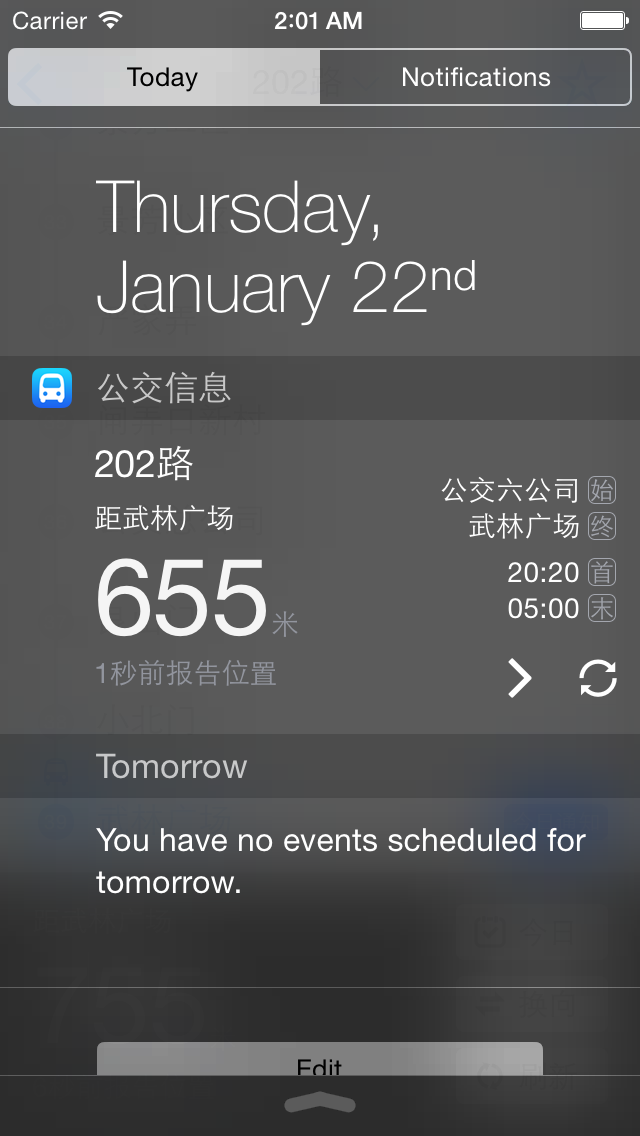 Carrier 2:01 AM
Today Notifications
Thursday,
January 22nd
公交信息
202路
距武林广场
655米
1秒前报告位置
公交六公司 始
武林广场 终
20:20 首
05:00 末
Tomorrow
You have no events scheduled for
tomorrow.
Edit